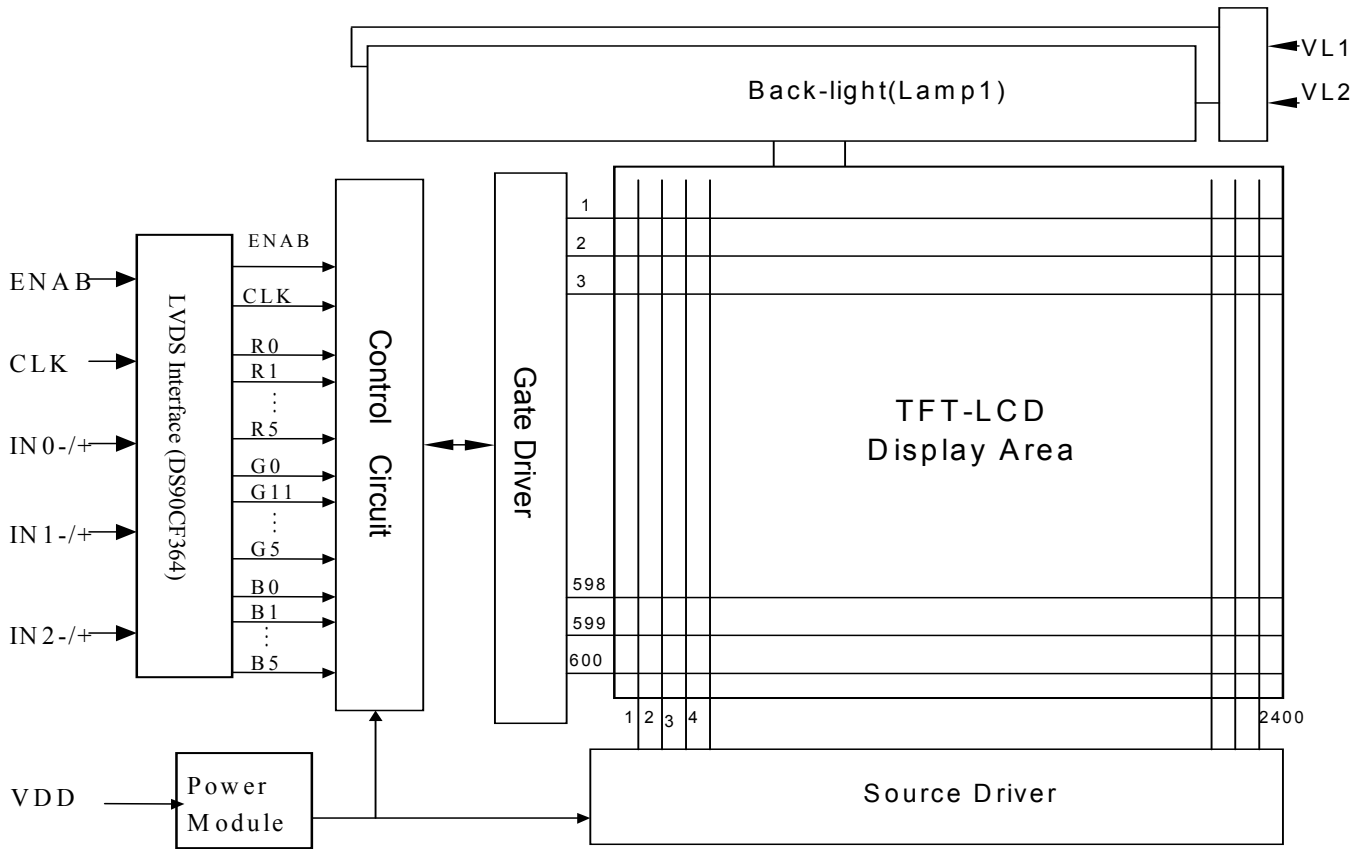 VL1
Back-light(Lamp1)
VL2
ENAB
CLK
IN0-/+
IN1-/+
IN2-/+
LVDS Interface (DS90CF364)
ENAB
CLK
R0
R1
R5
G0
G11
G5
B0
B1
B5
Control Circuit
Gate Driver
1
2
3
598
599
600
TFT-LCD
Display Area
1 2 3 4 2400
VDD
Power
Module
Source Driver